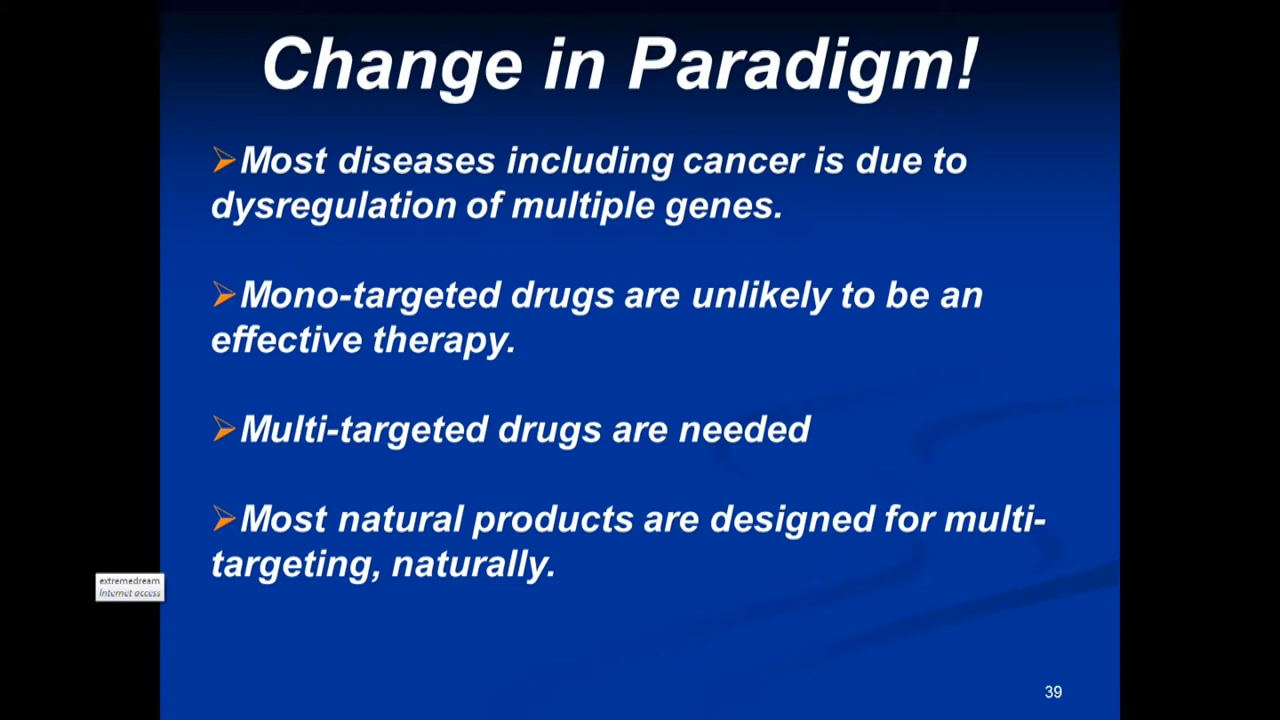 Change in Paradigm!
➢Most diseases including cancer is due to
dysregulation of multiple genes.
➢Mono-targeted drugs are unlikely to be an
effective therapy.
➢Multi-targeted drugs are needed
➢Most natural products are designed for multi-
targeting, naturally.
extremedream
Internet access
39